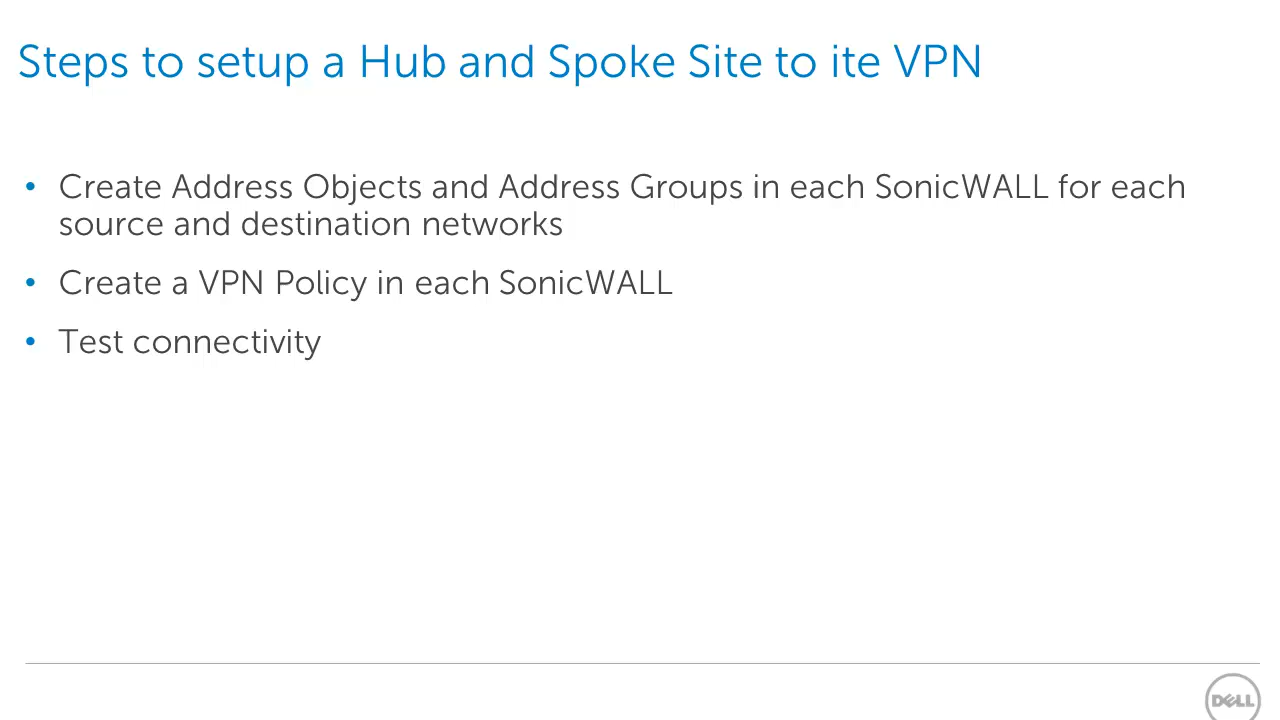 Steps to setup a Hub and Spoke Site to ite VPN
• Create Address Objects and Address Groups in each SonicWALL for each
source and destination networks
• Create a VPN Policy in each SonicWALL
• Test connectivity
DELL